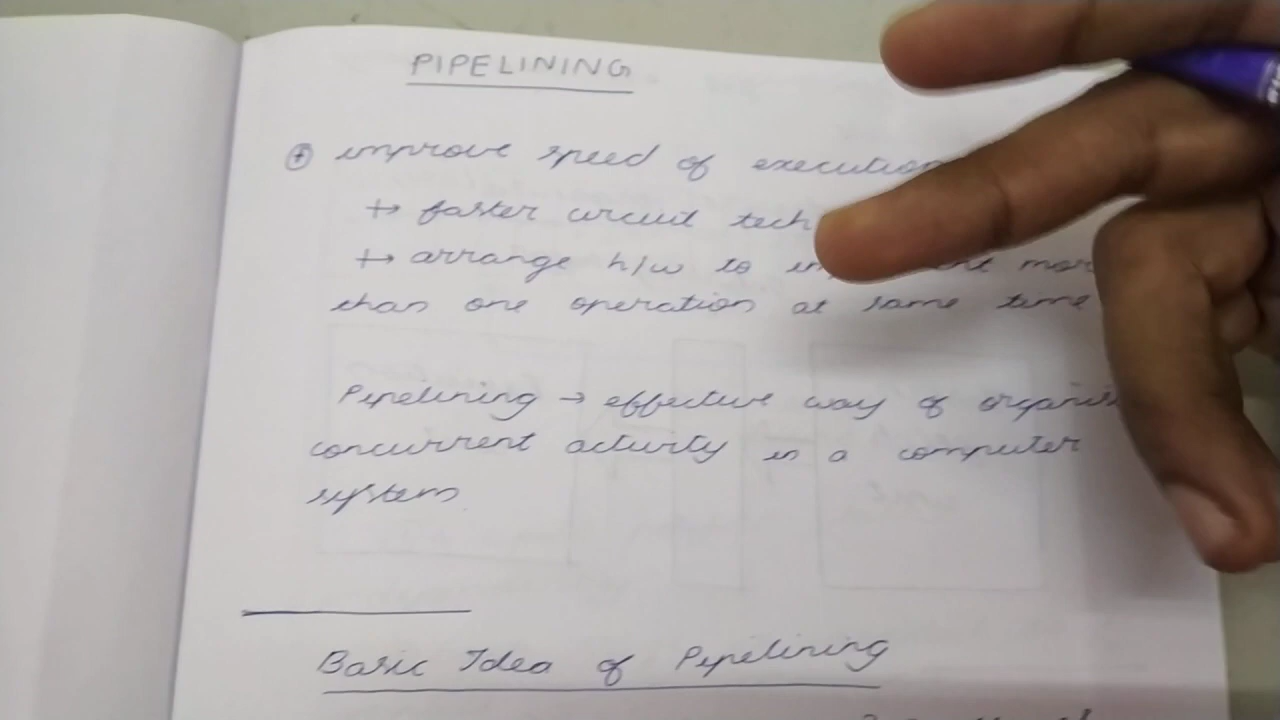 PIPELINING
improve speed of execution
↦ faster circuit tech
↦ arrange h/w to more
than one operation at same time
Pipelining → effective way of
concurrent activity in a computer
system
Basic Idea of Pipelining